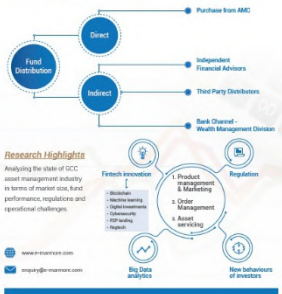 Purchase from AMC
Direct
Fund
Distribution
Independent
Financial Advisors
Indirect
Third Party Distributors
Bank Channel -
Wealth Management Division
Research Highlights
Analyzing the state of GCC
asset management industry
in terms of market size, fund
performance, regulations and
operational challenges.
Fintech innovation
- Blockchain
- Machine learning
- Digital Investments
- Cybersecurity
- P2P lending
- Regtech
1. Product
management
& Marketing
2. Order
Management
3. Asset
servicing
Regulation
www.e-marmore.com
enquiry@e-marmore.com
Big Data
analytics
New behaviours
of investors